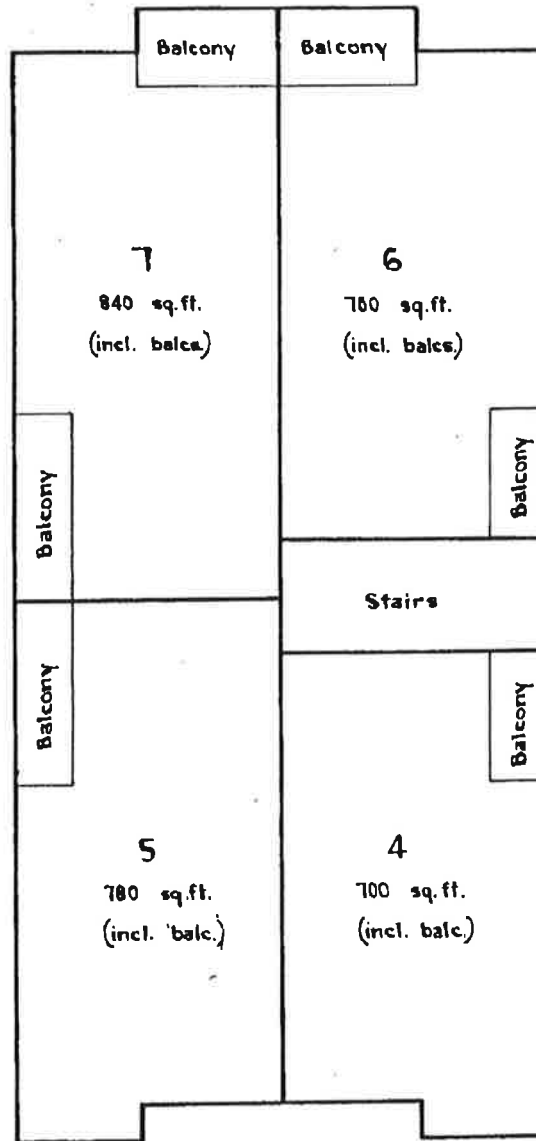 Balcony Balcony
7
840 sq.ft.
(incl. balcs.)
6
760 sq.ft.
(incl. balcs.)
Balcony
Balcony
Stairs
Balcony
Balcony
5
780 sq.ft.
(incl. balc.)
4
700 sq.ft.
(incl. balc.)